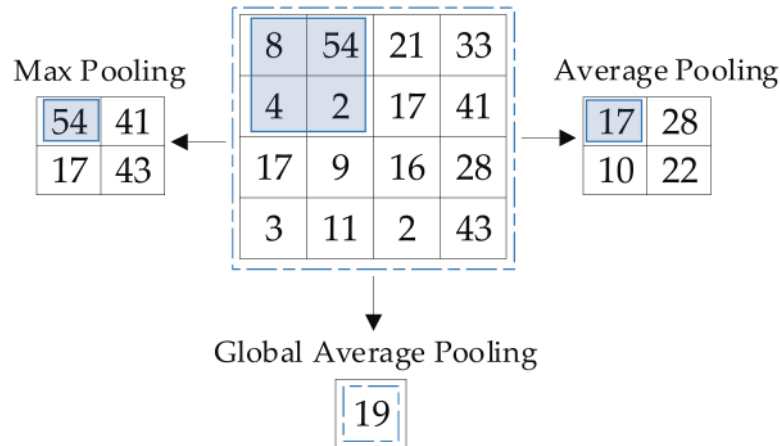 Max Pooling
54 41
17 43
8 54 21 33
4 2 17 41
17 9 16 28
3 11 2 43
Average Pooling
17 28
10 22
Global Average Pooling
19